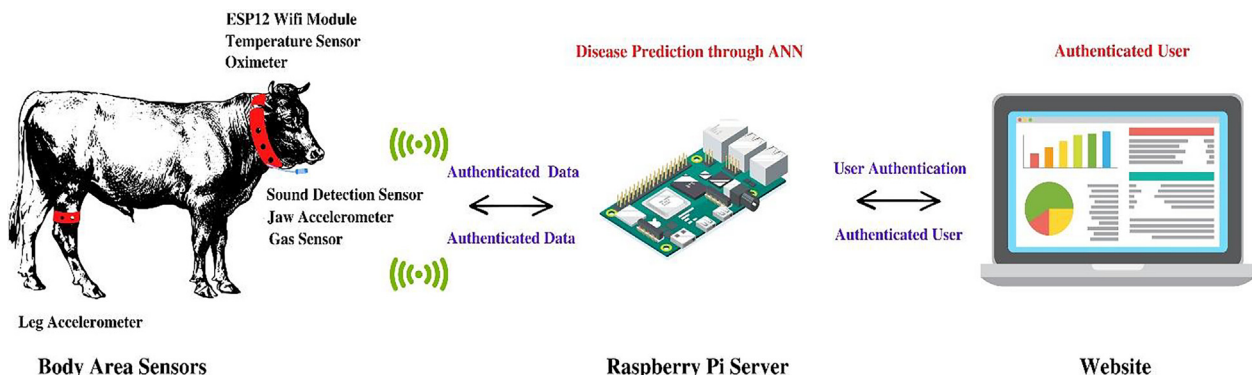 ESP12 Wifi Module
Temperature Sensor
Oximeter
Sound Detection Sensor
Jaw Accelerometer
Gas Sensor
Leg Accelerometer
Body Area Sensors
Authenticated Data
Authenticated Data
Disease Prediction through ANN
Raspberry Pi Server
User Authentication
Authenticated User
Authenticated User
Website